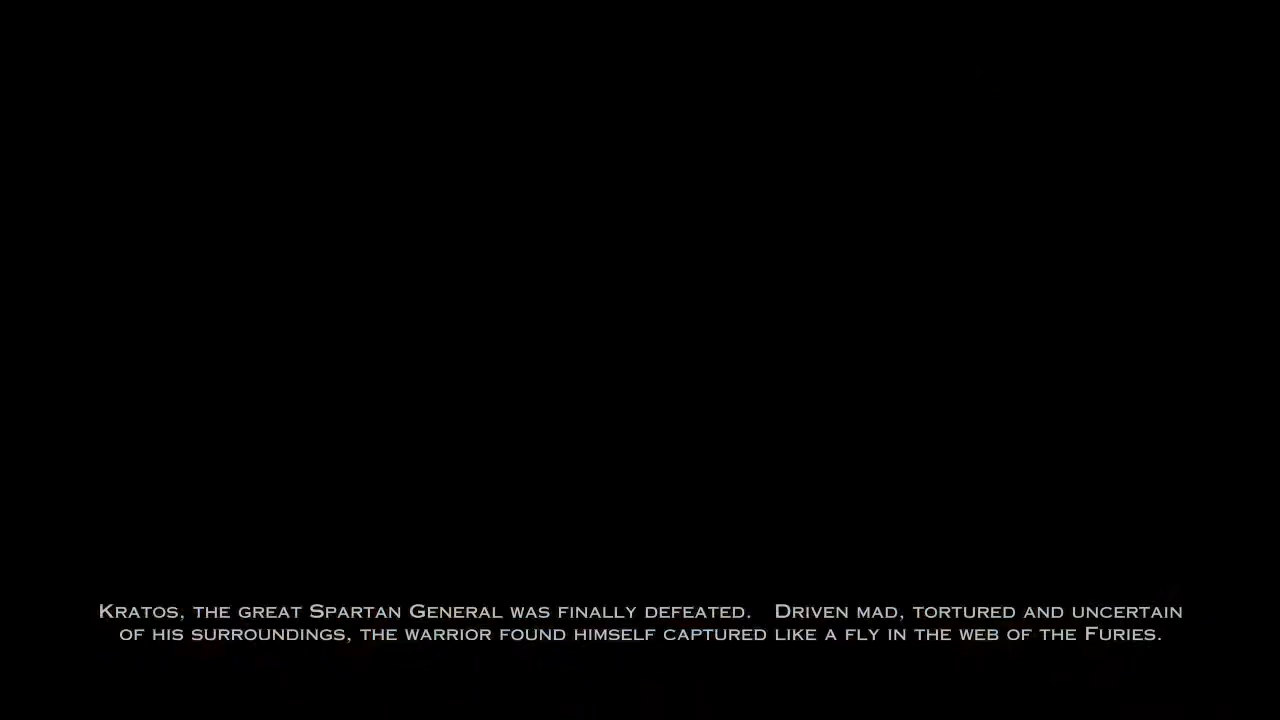 Kratos, the great Spartan General was finally defeated. Driven mad, tortured and uncertain
of his surroundings, the warrior found himself captured like a fly in the web of the Furies.